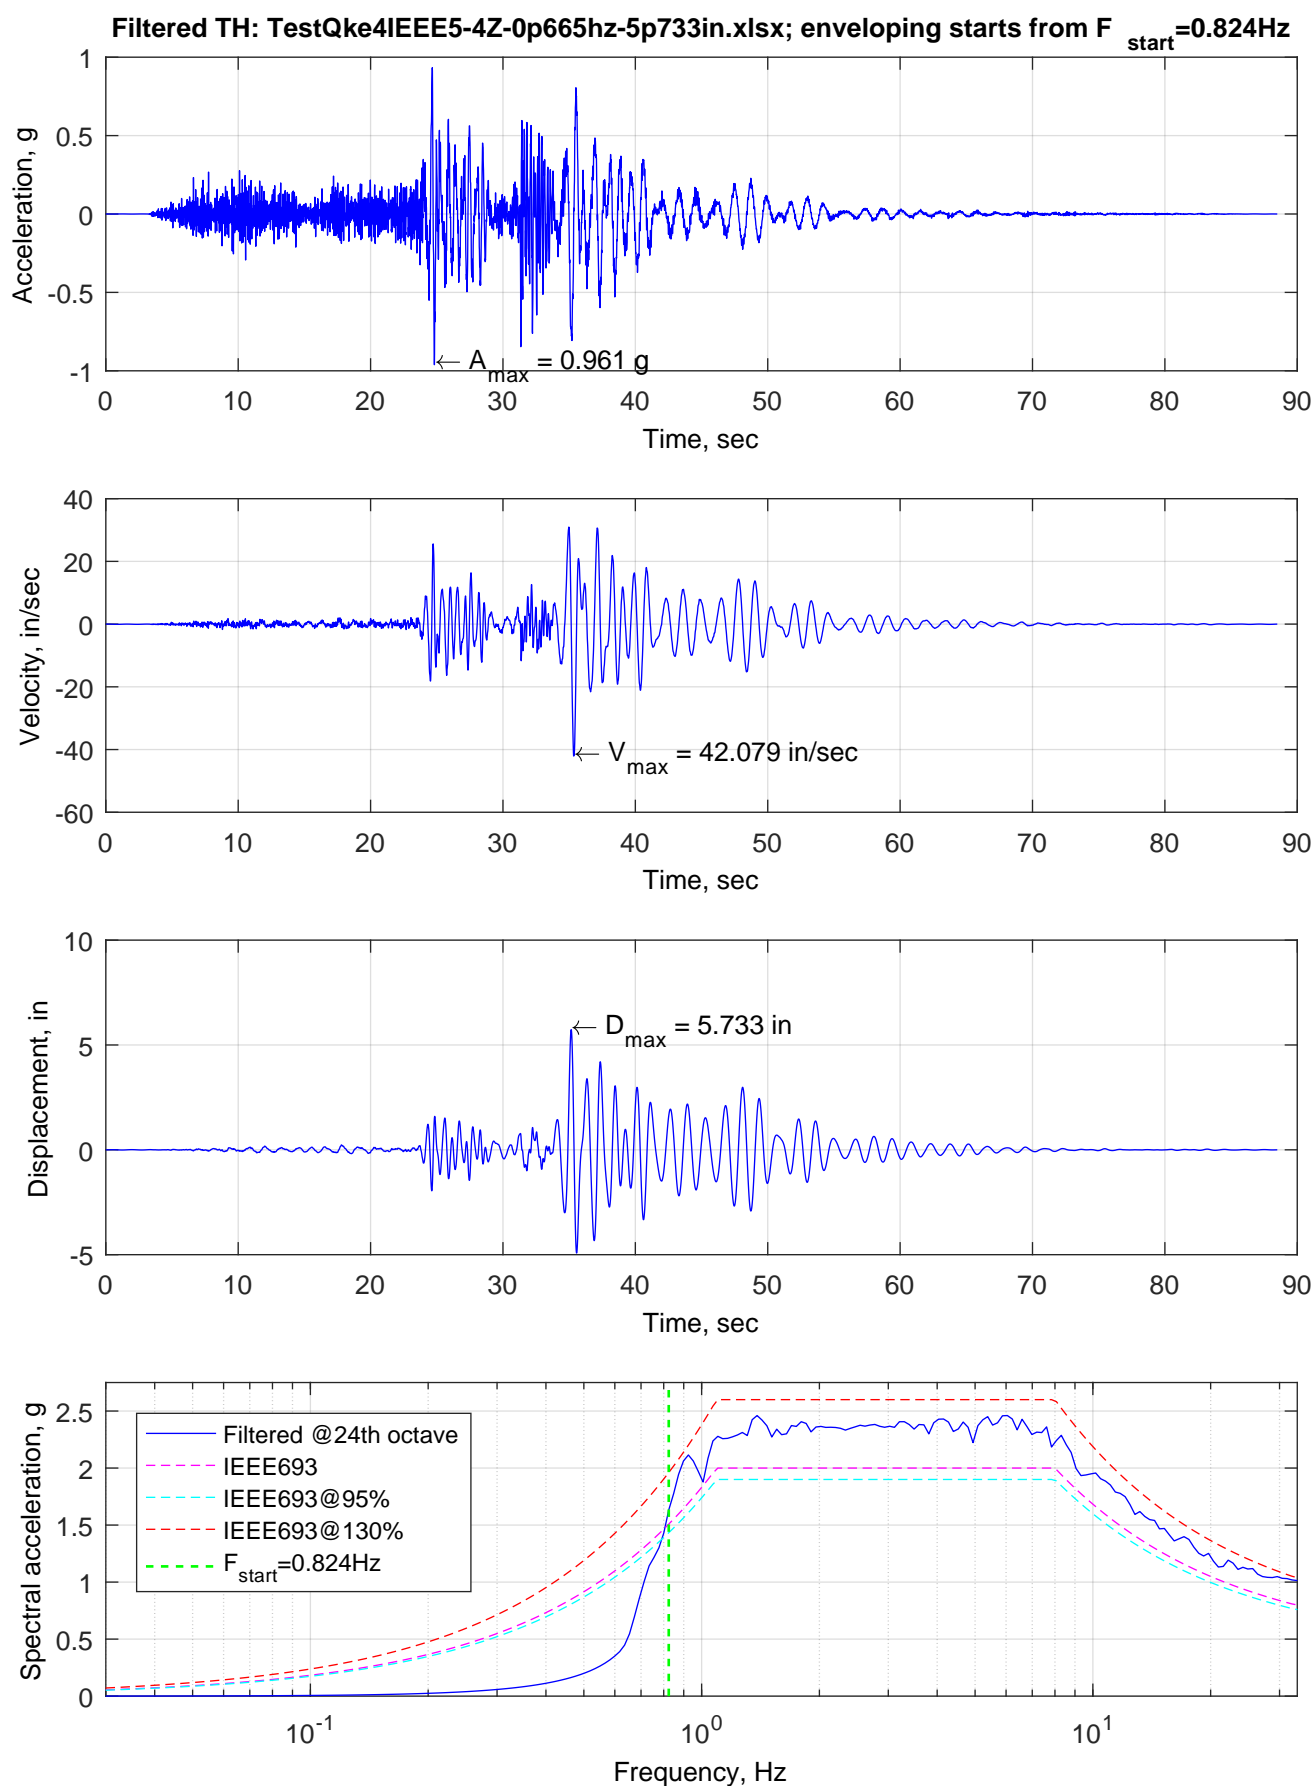 Filtered TH: TestQke4IEEE5-4Z-0p665hz-5p733in.xlsx; enveloping starts from F start=0.824Hz
1
0.5
0
-0.5
-1
Acceleration, g
← A max = 0.961 g
0 10 20 30 40 50 60 70 80 90
Time, sec
40
20
0
-20
-40
-60
Velocity, in/sec
← V max = 42.079 in/sec
0 10 20 30 40 50 60 70 80 90
Time, sec
10
5
0
-5
Displacement, in
← D max = 5.733 in
0 10 20 30 40 50 60 70 80 90
Time, sec
2.5
2
1.5
1
0.5
0
Spectral acceleration, g
Filtered @24th octave
IEEE693
IEEE693@95%
IEEE693@130%
F start=0.824Hz
10^-1 10^0 10^1
Frequency, Hz